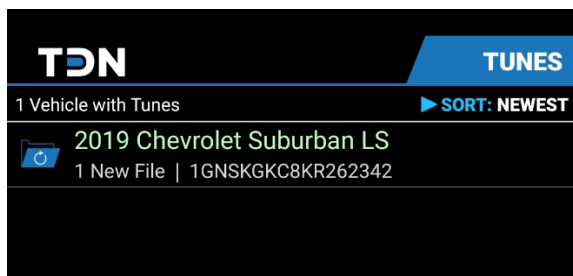 TDN
TUNES
1 Vehicle with Tunes
SORT: NEWEST
2019 Chevrolet Suburban LS
1 New File | 1GNSKGKC8KR262342